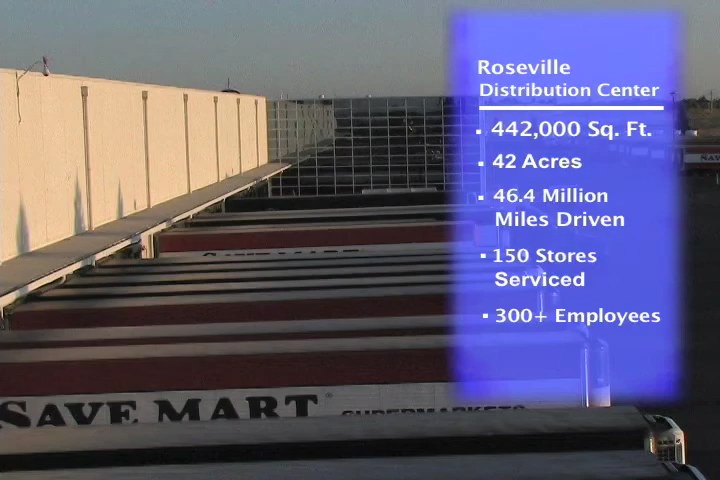 Roseville
Distribution Center
▪ 442,000 Sq. Ft.
▪ 42 Acres
▪ 46.4 Million
Miles Driven
▪ 150 Stores
Serviced
▪ 300+ Employees
SAVE MART® SUPERMARKETS